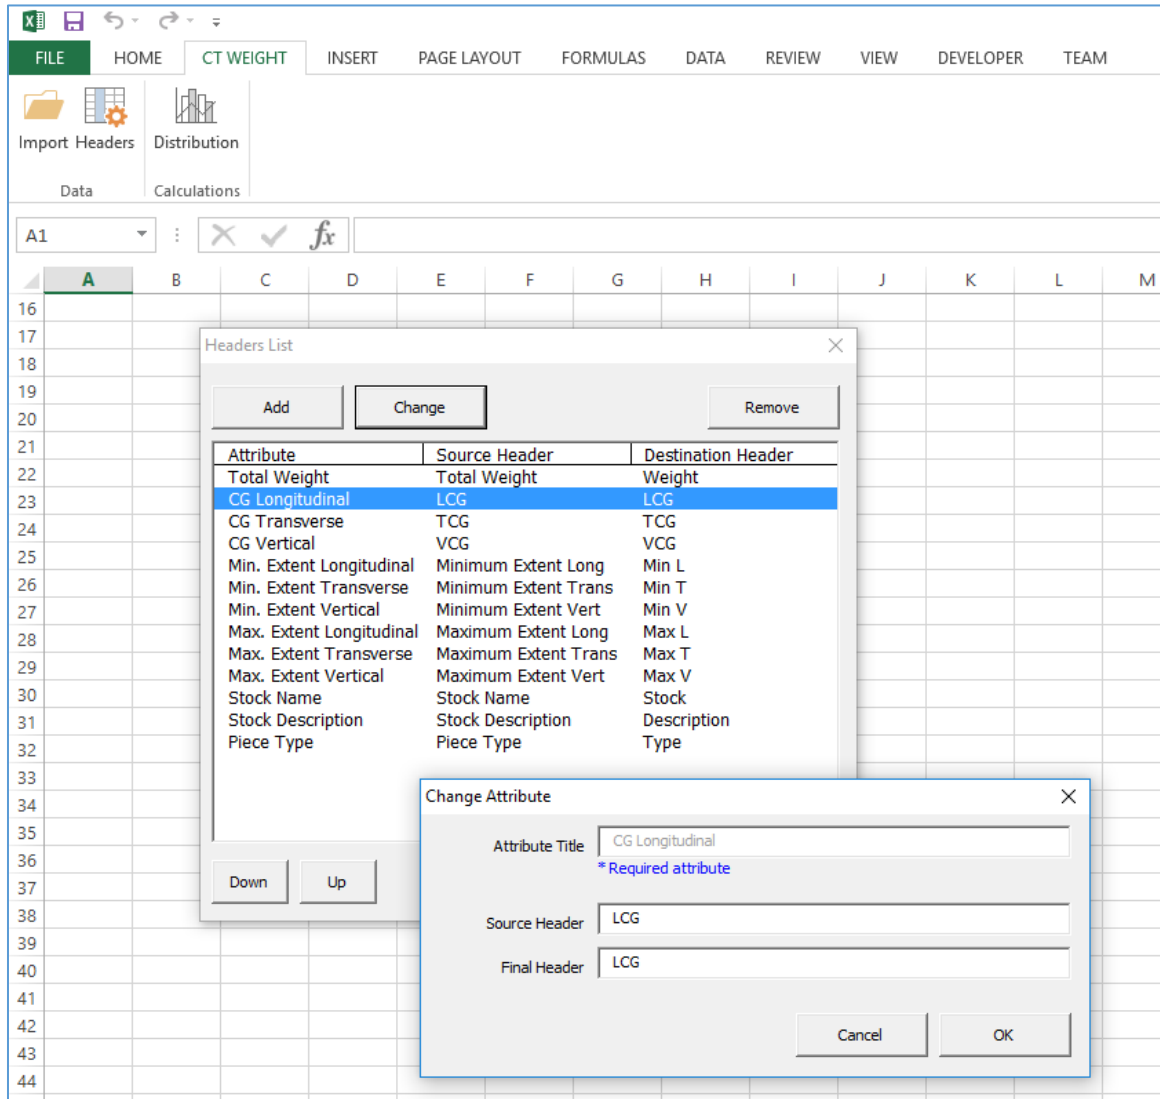 FILE HOME CT WEIGHT INSERT PAGE LAYOUT FORMULAS DATA REVIEW VIEW DEVELOPER TEAM
Import Headers Distribution
Data Calculations
A1 fx
A B C D E F G H I J K L M
16
17
Headers List
18
19
Add Change Remove
20
21
Attribute Source Header Destination Header
22
Total Weight Total Weight Weight
23
CG Longitudinal LCG LCG
24
CG Transverse TCG TCG
CG Vertical VCG VCG
25
Min. Extent Longitudinal Minimum Extent Long Min L
26
Min. Extent Transverse Minimum Extent Trans Min T
27
Min. Extent Vertical Minimum Extent Vert Min V
28
Max. Extent Longitudinal Maximum Extent Long Max L
29
Max. Extent Transverse Maximum Extent Trans Max T
Max. Extent Vertical Maximum Extent Vert Max V
30
Stock Name Stock Name Stock
31
Stock Description Stock Description Description
32
Piece Type Piece Type Type
33
34
Change Attribute
35
Attribute Title CG Longitudinal
36
* Required attribute
37
Down Up
38
Source Header LCG
39
40
Final Header LCG
41
42
Cancel OK
43
44